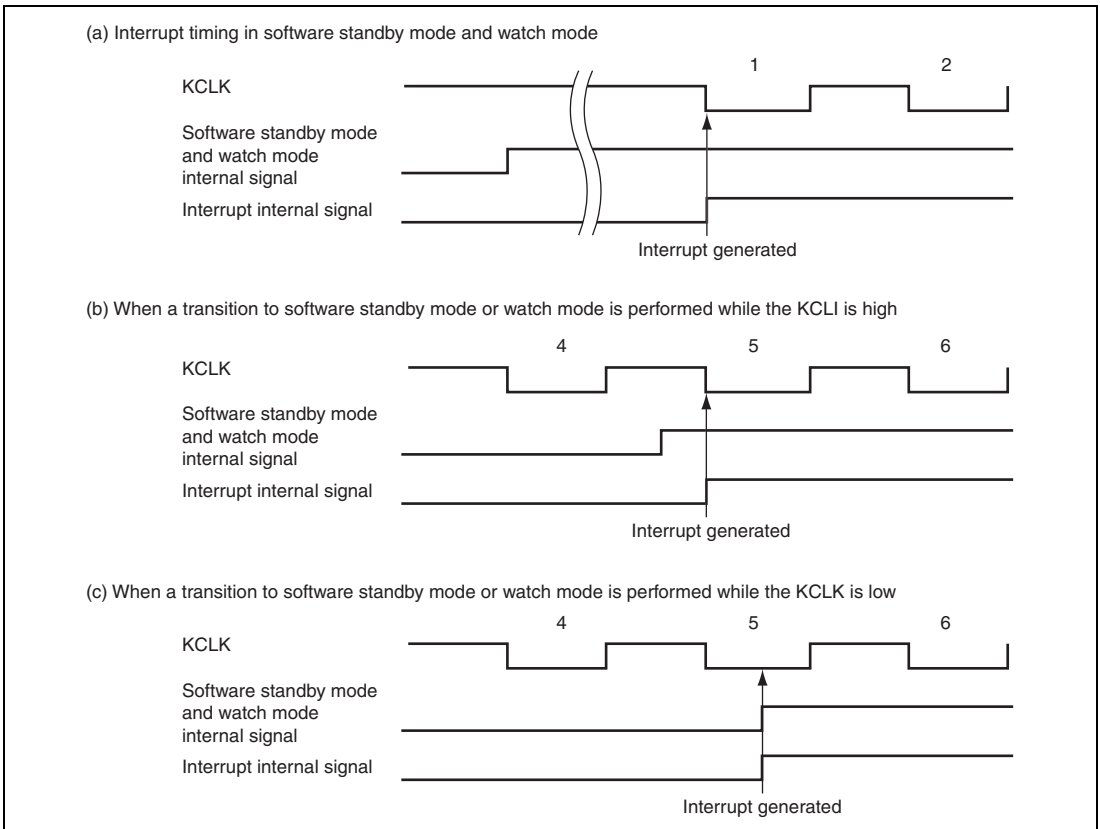 (a) Interrupt timing in software standby mode and watch mode
1 2
KCLK
Software standby mode
and watch mode
internal signal
Interrupt internal signal
Interrupt generated
(b) When a transition to software standby mode or watch mode is performed while the KCLI is high
4 5 6
KCLK
Software standby mode
and watch mode
internal signal
Interrupt internal signal
Interrupt generated
(c) When a transition to software standby mode or watch mode is performed while the KCLK is low
4 5 6
KCLK
Software standby mode
and watch mode
internal signal
Interrupt internal signal
Interrupt generated